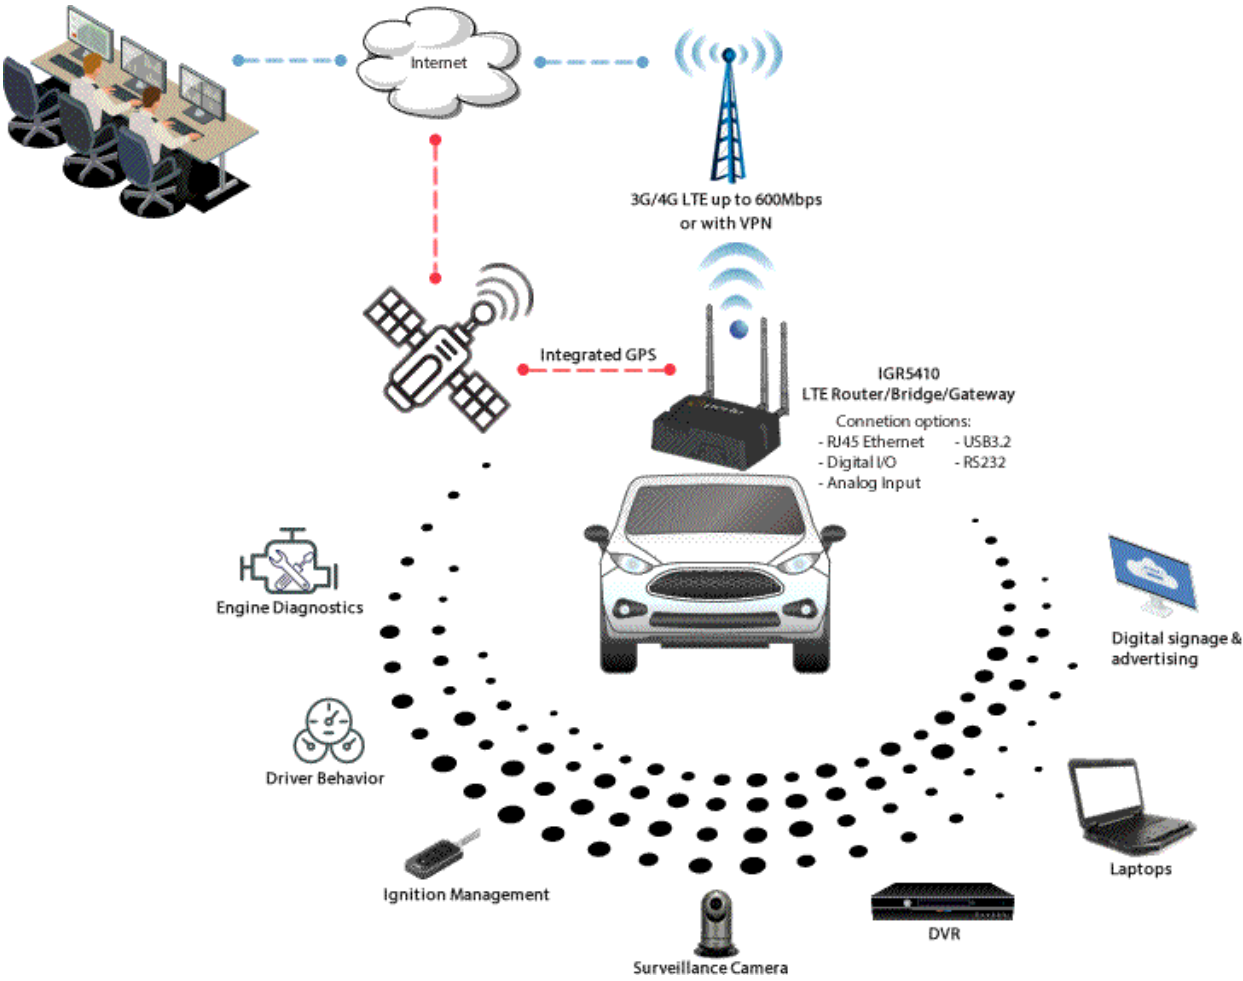 Internet
3G/4G LTE up to 600Mbps
or with VPN
Integrated GPS
IGR5410
LTE Router/Bridge/Gateway
Connetion options:
- RJ45 Ethernet - USB3.2
- Digital I/O - RS232
- Analog Input
Engine Diagnostics
Digital signage &
advertising
Driver Behavior
Laptops
Ignition Management
DVR
Surveillance Camera